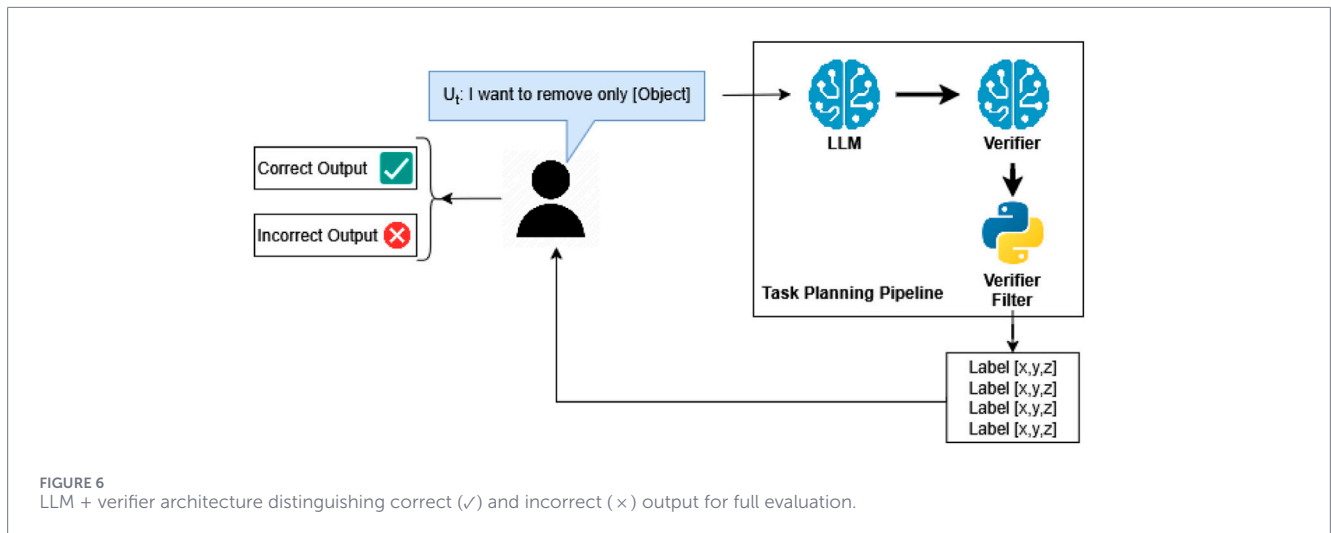 U_t: I want to remove only [Object]
LLM
Verifier
Correct Output
Incorrect Output
Verifier
Filter
Task Planning Pipeline
Label [x,y,z]
Label [x,y,z]
Label [x,y,z]
Label [x,y,z]
FIGURE 6
LLM + verifier architecture distinguishing correct (✓) and incorrect (×) output for full evaluation.